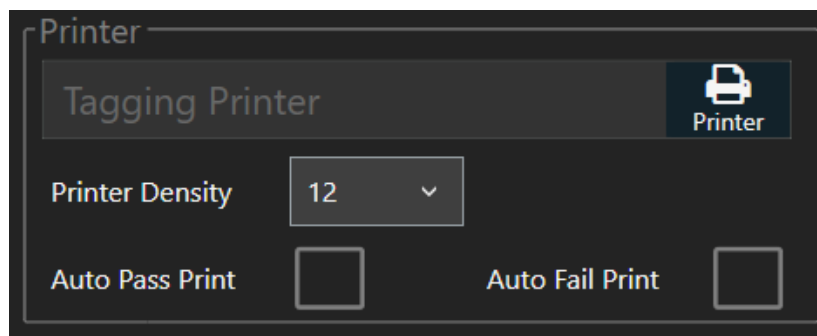 Printer
Tagging Printer
Printer
Printer Density
12
Auto Pass Print
Auto Fail Print